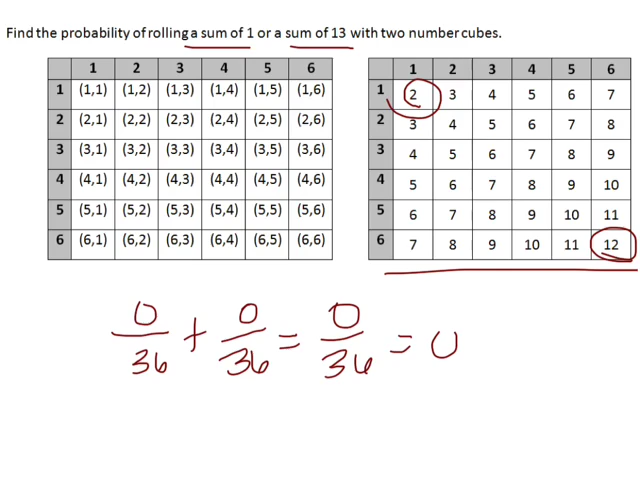 Find the probability of rolling a sum of 1 or a sum of 13 with two number cubes.
1 2 3 4 5 6
1 (1,1) (1,2) (1,3) (1,4) (1,5) (1,6)
2 (2,1) (2,2) (2,3) (2,4) (2,5) (2,6)
3 (3,1) (3,2) (3,3) (3,4) (3,5) (3,6)
4 (4,1) (4,2) (4,3) (4,4) (4,5) (4,6)
5 (5,1) (5,2) (5,3) (5,4) (5,5) (5,6)
6 (6,1) (6,2) (6,3) (6,4) (6,5) (6,6)
1 2 3 4 5 6
1 2 3 4 5 6 7
2 3 4 5 6 7 8
3 4 5 6 7 8 9
4 5 6 7 8 9 10
5 6 7 8 9 10 11
6 7 8 9 10 11 12
0/36 + 0/36 = 0/36 = 0